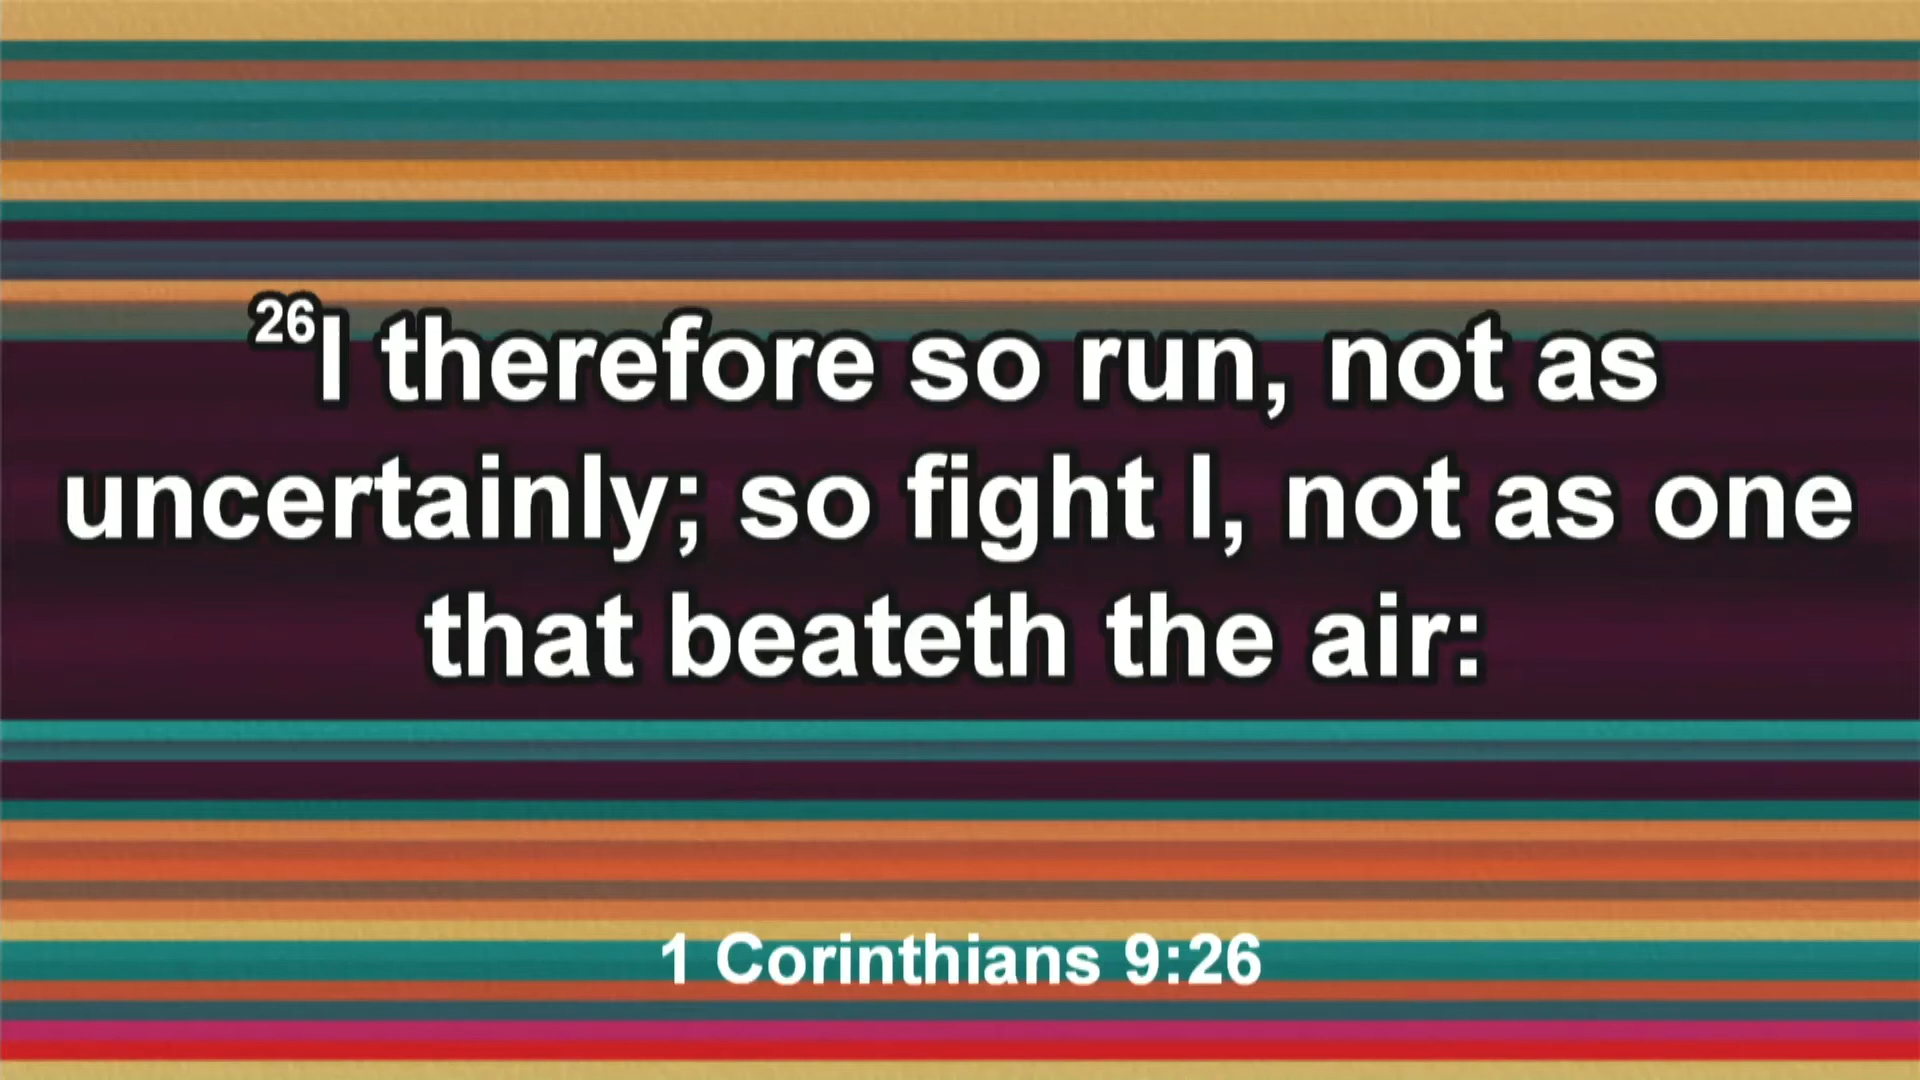 26I therefore so run, not as
uncertainly; so fight I, not as one
that beateth the air:
1 Corinthians 9:26